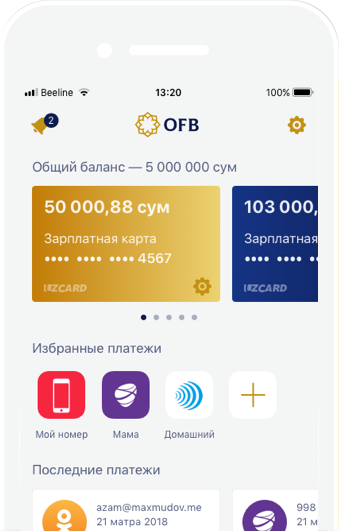 Beeline 13:20 100%
2 OFB
Общий баланс — 5 000 000 сум
50 000,88 сум 103 000,
Зарплатная карта Зарплатная
•••• •••• •••• 4567 •••• ••••
UZCARD UZCARD
Избранные платежи
Мой номер Мама Домашний
Последние платежи
azam@maxmudov.me 998
21 матра 2018 21 м